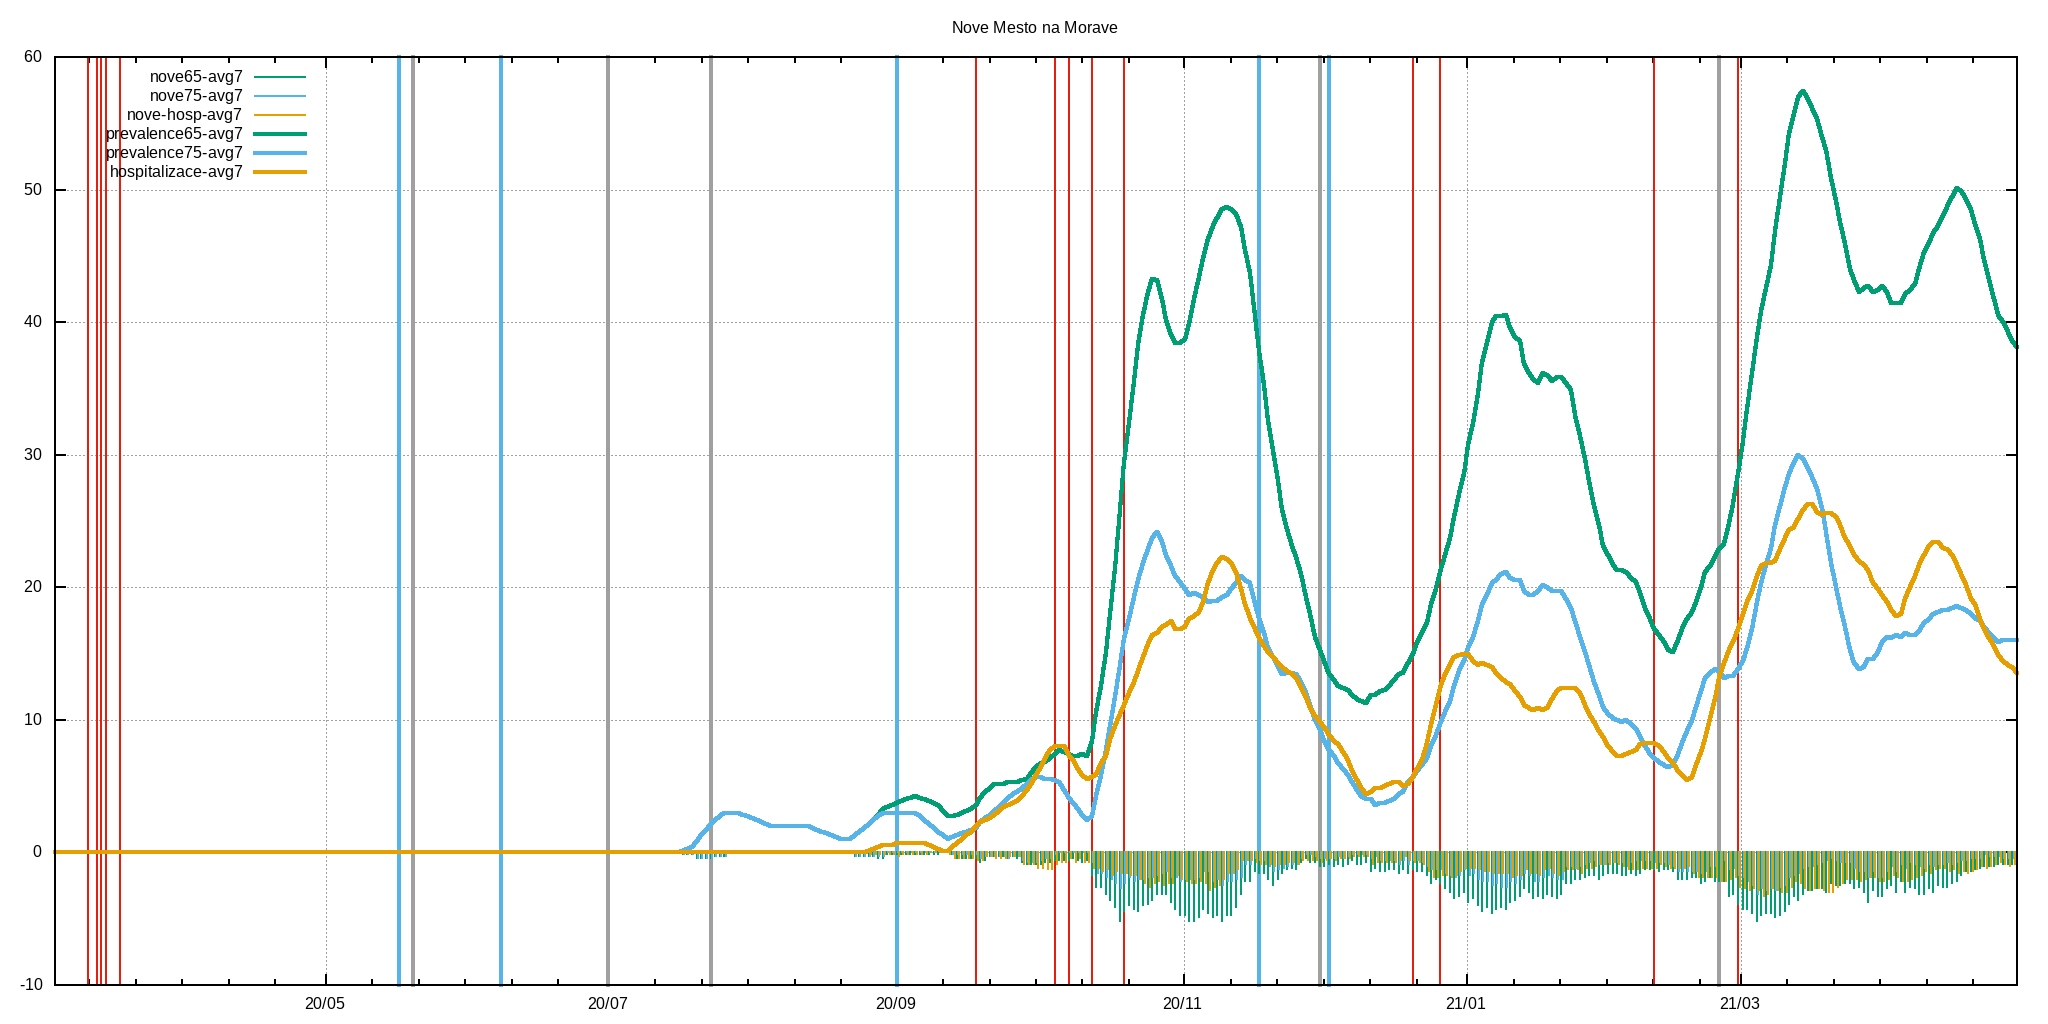 Nove Mesto na Morave
60
50
40
30
20
10
0
-10
nove65-avg7
nove75-avg7
nove-hosp-avg7
prevalence65-avg7
prevalence75-avg7
hospitalizace-avg7
20/05 20/07 20/09 20/11 21/01 21/03